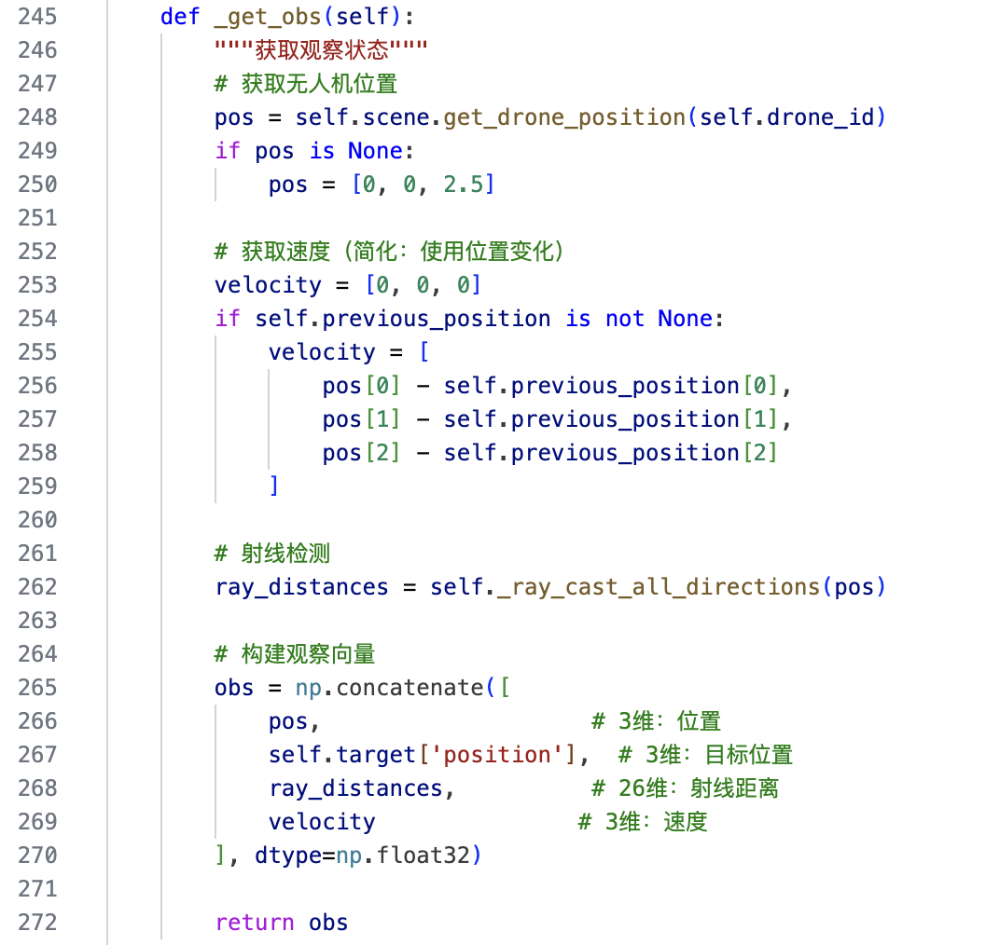 245 def _get_obs(self):
246 """获取观察状态"""
247 # 获取无人机位置
248 pos = self.scene.get_drone_position(self.drone_id)
249 if pos is None:
250 pos = [0, 0, 2.5]
251
252 # 获取速度（简化：使用位置变化）
253 velocity = [0, 0, 0]
254 if self.previous_position is not None:
255 velocity = [
256 pos[0] - self.previous_position[0],
257 pos[1] - self.previous_position[1],
258 pos[2] - self.previous_position[2]
259 ]
260
261 # 射线检测
262 ray_distances = self._ray_cast_all_directions(pos)
263
264 # 构建观察向量
265 obs = np.concatenate([
266 pos, # 3维：位置
267 self.target['position'], # 3维：目标位置
268 ray_distances, # 26维：射线距离
269 velocity # 3维：速度
270 ], dtype=np.float32)
271
272 return obs